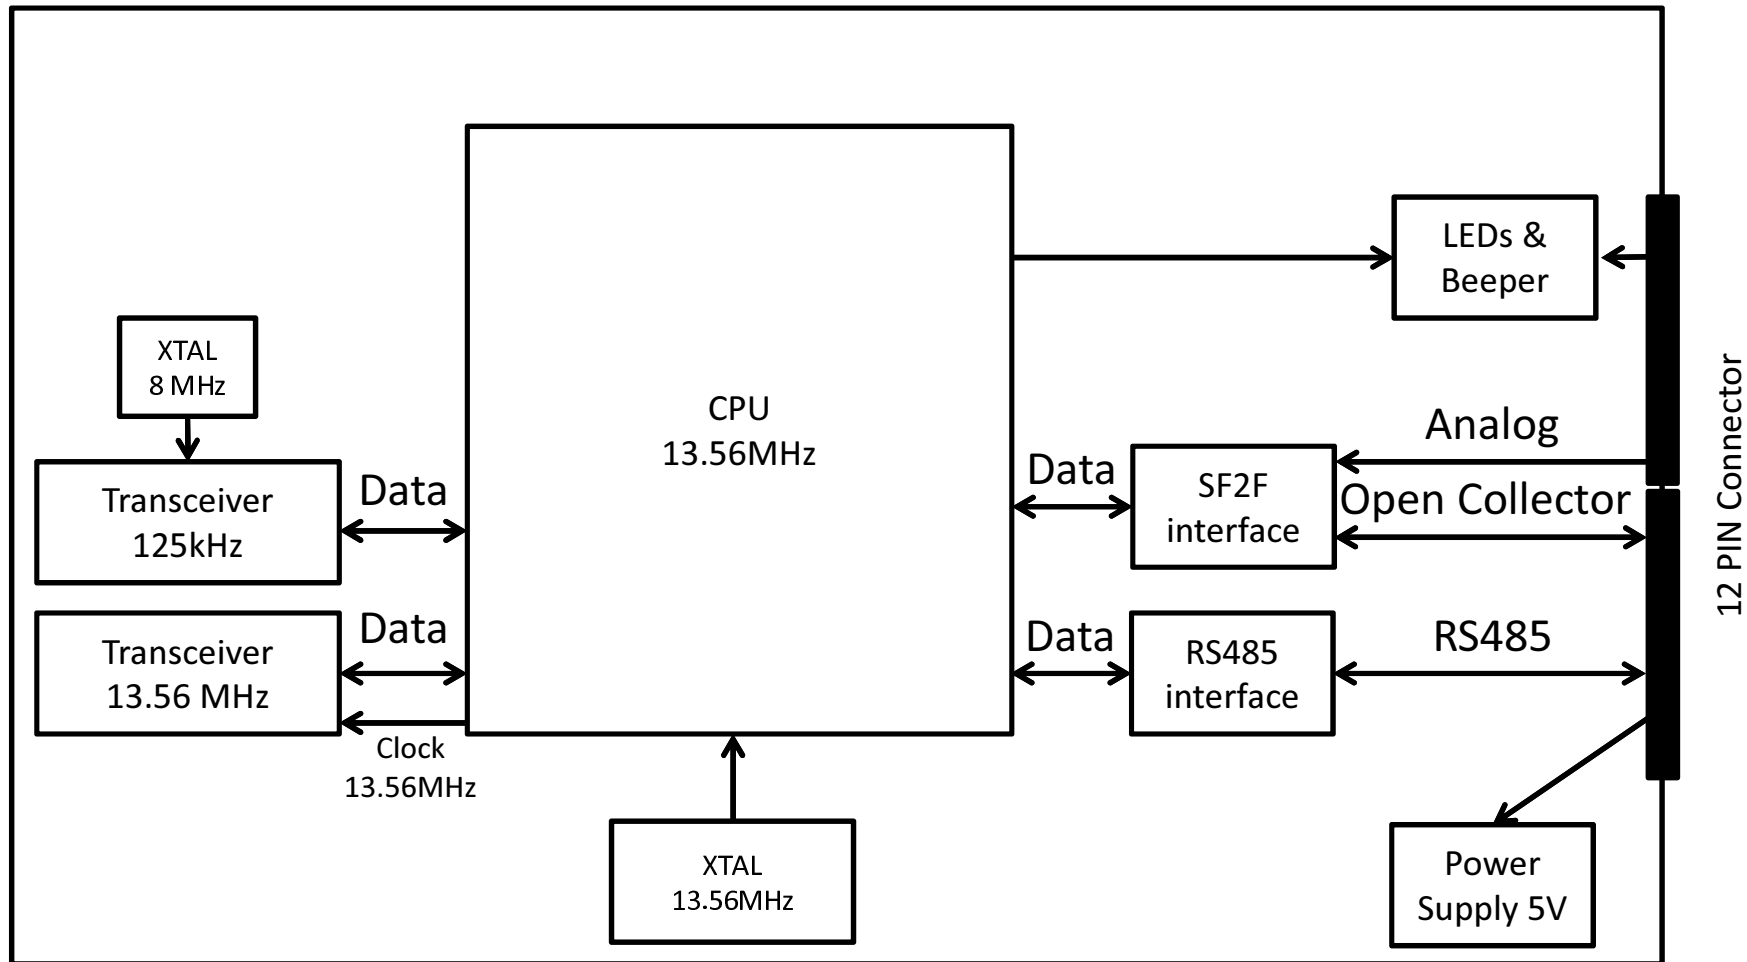 LEDs &
Beeper
XTAL
8 MHz
12 PIN Connector
CPU
13.56MHz
Analog
Data
SF2F
interface
Open Collector
Transceiver
125kHz
Data
Transceiver
13.56 MHz
Data
Clock
13.56MHz
Data
RS485
interface
RS485
XTAL
13.56MHz
Power
Supply 5V